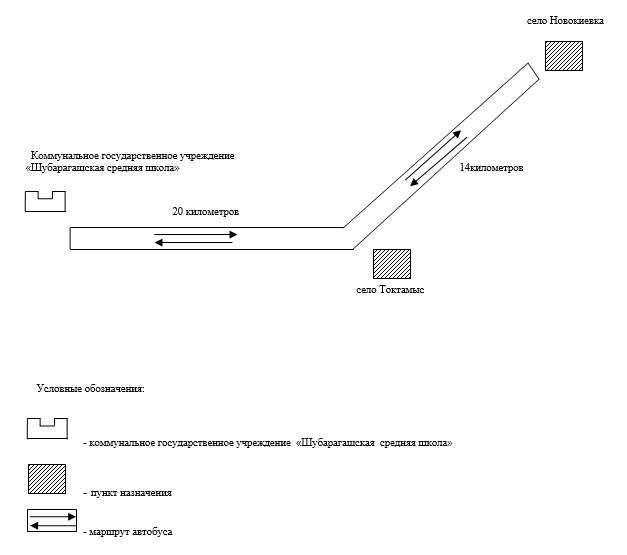 село Новокиевка
Коммунальное государственное учреждение
«Шубарагашская средняя школа»
14километров
20 километров
село Токтамыс
Условные обозначения:
- коммунальное государственное учреждение «Шубарагашская средняя школа»
- пункт назначения
- маршрут автобуса